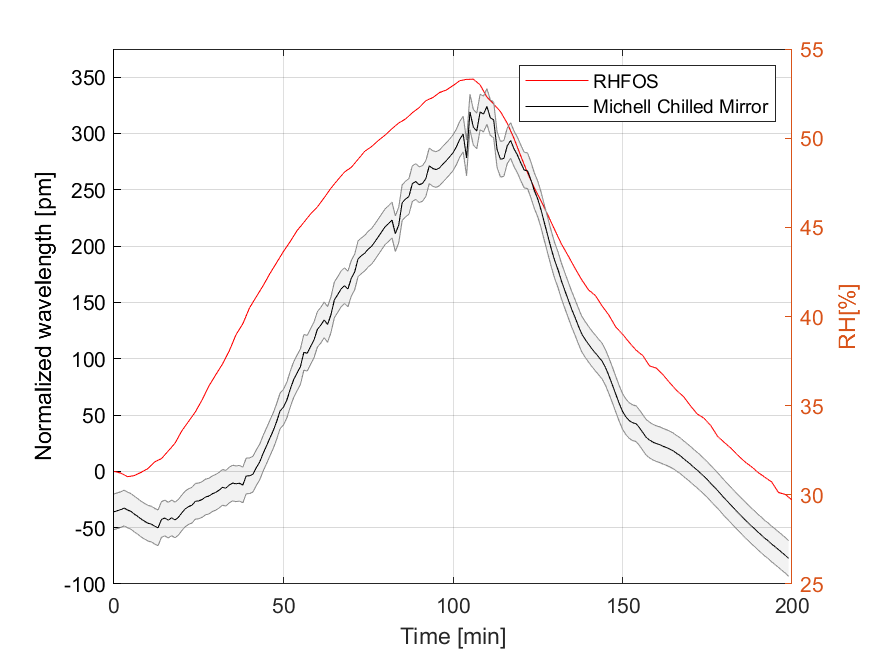 RHFOS
Michell Chilled Mirror
Normalized wavelength [pm]
350
300
250
200
150
100
50
0
-50
-100
55
50
45
40
35
30
25
RH[%]
0 50 100 150 200
Time [min]